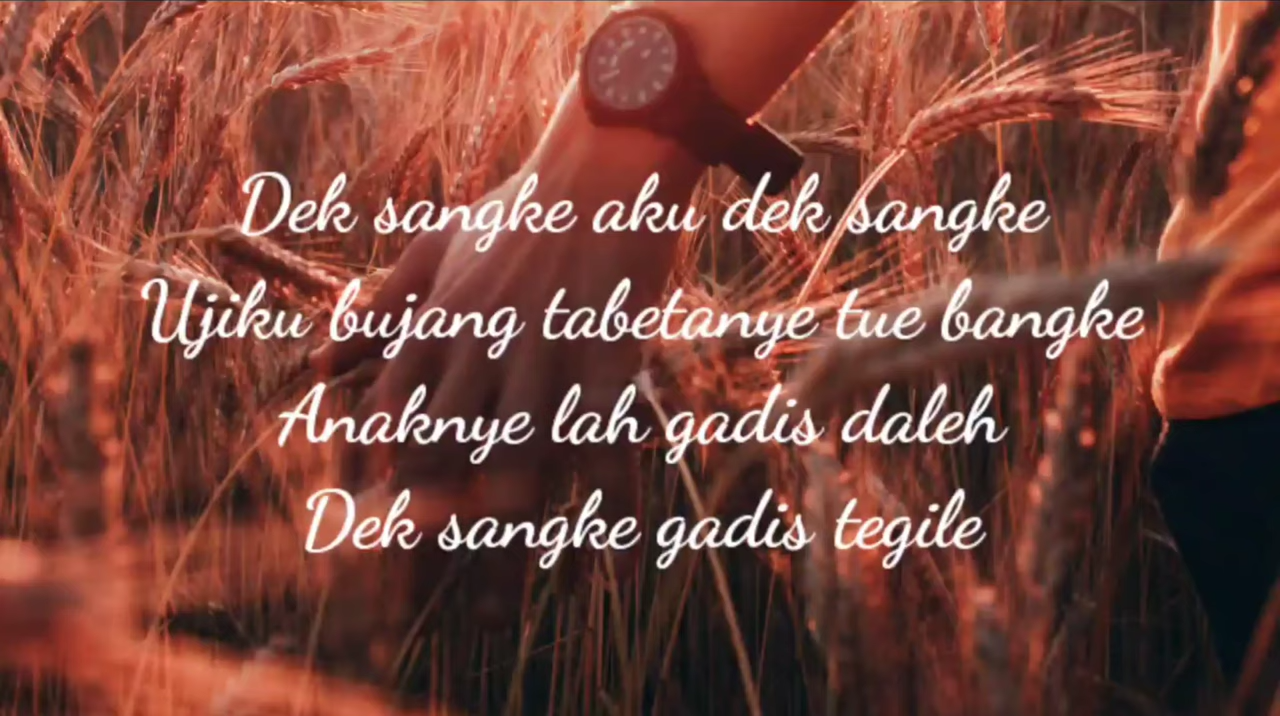 Dek sangke aku dek sangke
Ujiku bujang tabetanye tue bangke
Anaknye lah gadis daleh
Dek sangke gadis tegile